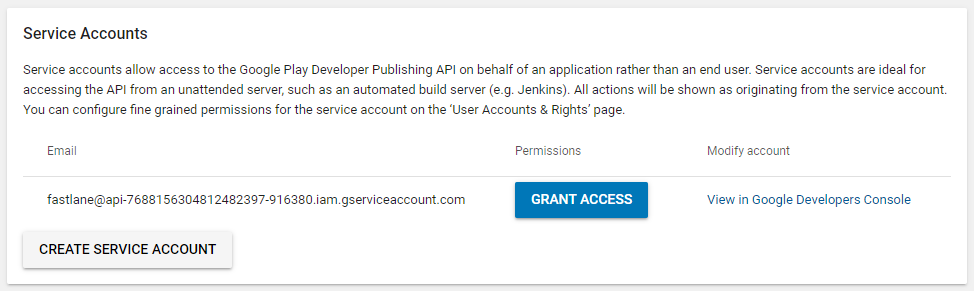 Service Accounts
Service accounts allow access to the Google Play Developer Publishing API on behalf of an application rather than an end user. Service accounts are ideal for
accessing the API from an unattended server, such as an automated build server (e.g. Jenkins). All actions will be shown as originating from the service account.
You can configure fine grained permissions for the service account on the ‘User Accounts & Rights’ page.
Email Permissions Modify account
fastlane@api-7688156304812482397-916380.iam.gserviceaccount.com GRANT ACCESS View in Google Developers Console
CREATE SERVICE ACCOUNT